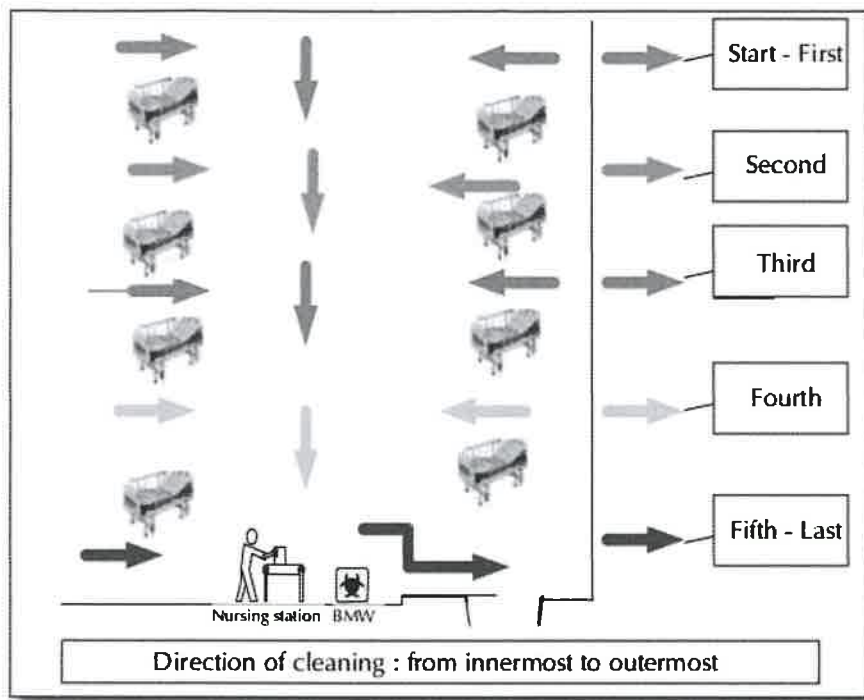 Start - First
Second
Third
Fourth
Fifth - Last
Nursing station BMW
Direction of cleaning : from innermost to outermost